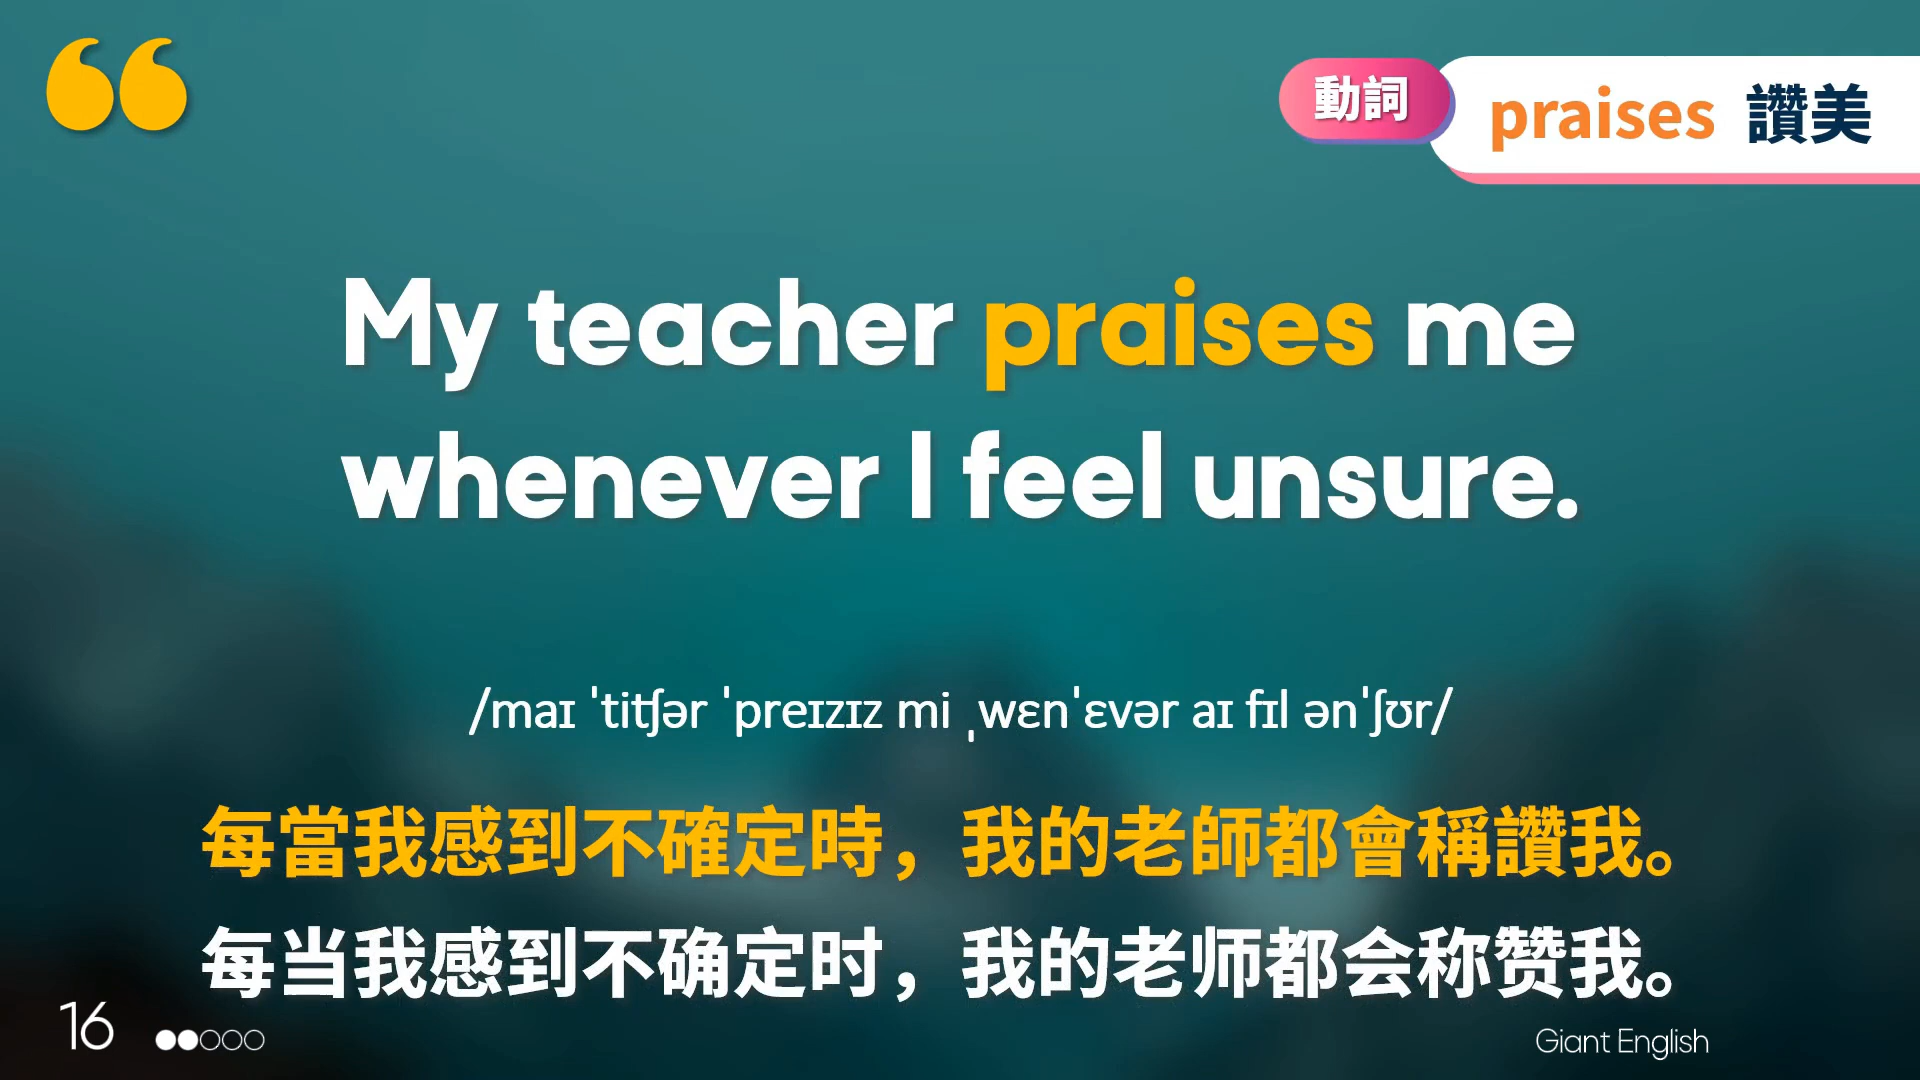 動詞
praises 讚美
My teacher praises me
whenever I feel unsure.
/maɪ ˈtiʧər ˈpreɪzɪz mi ˌwɛnˈɛvər aɪ fɪl ənˈʃʊr/
每當我感到不確定時，我的老師都會稱讚我。
每当我感到不确定时，我的老师都会称赞我。
16
Giant English